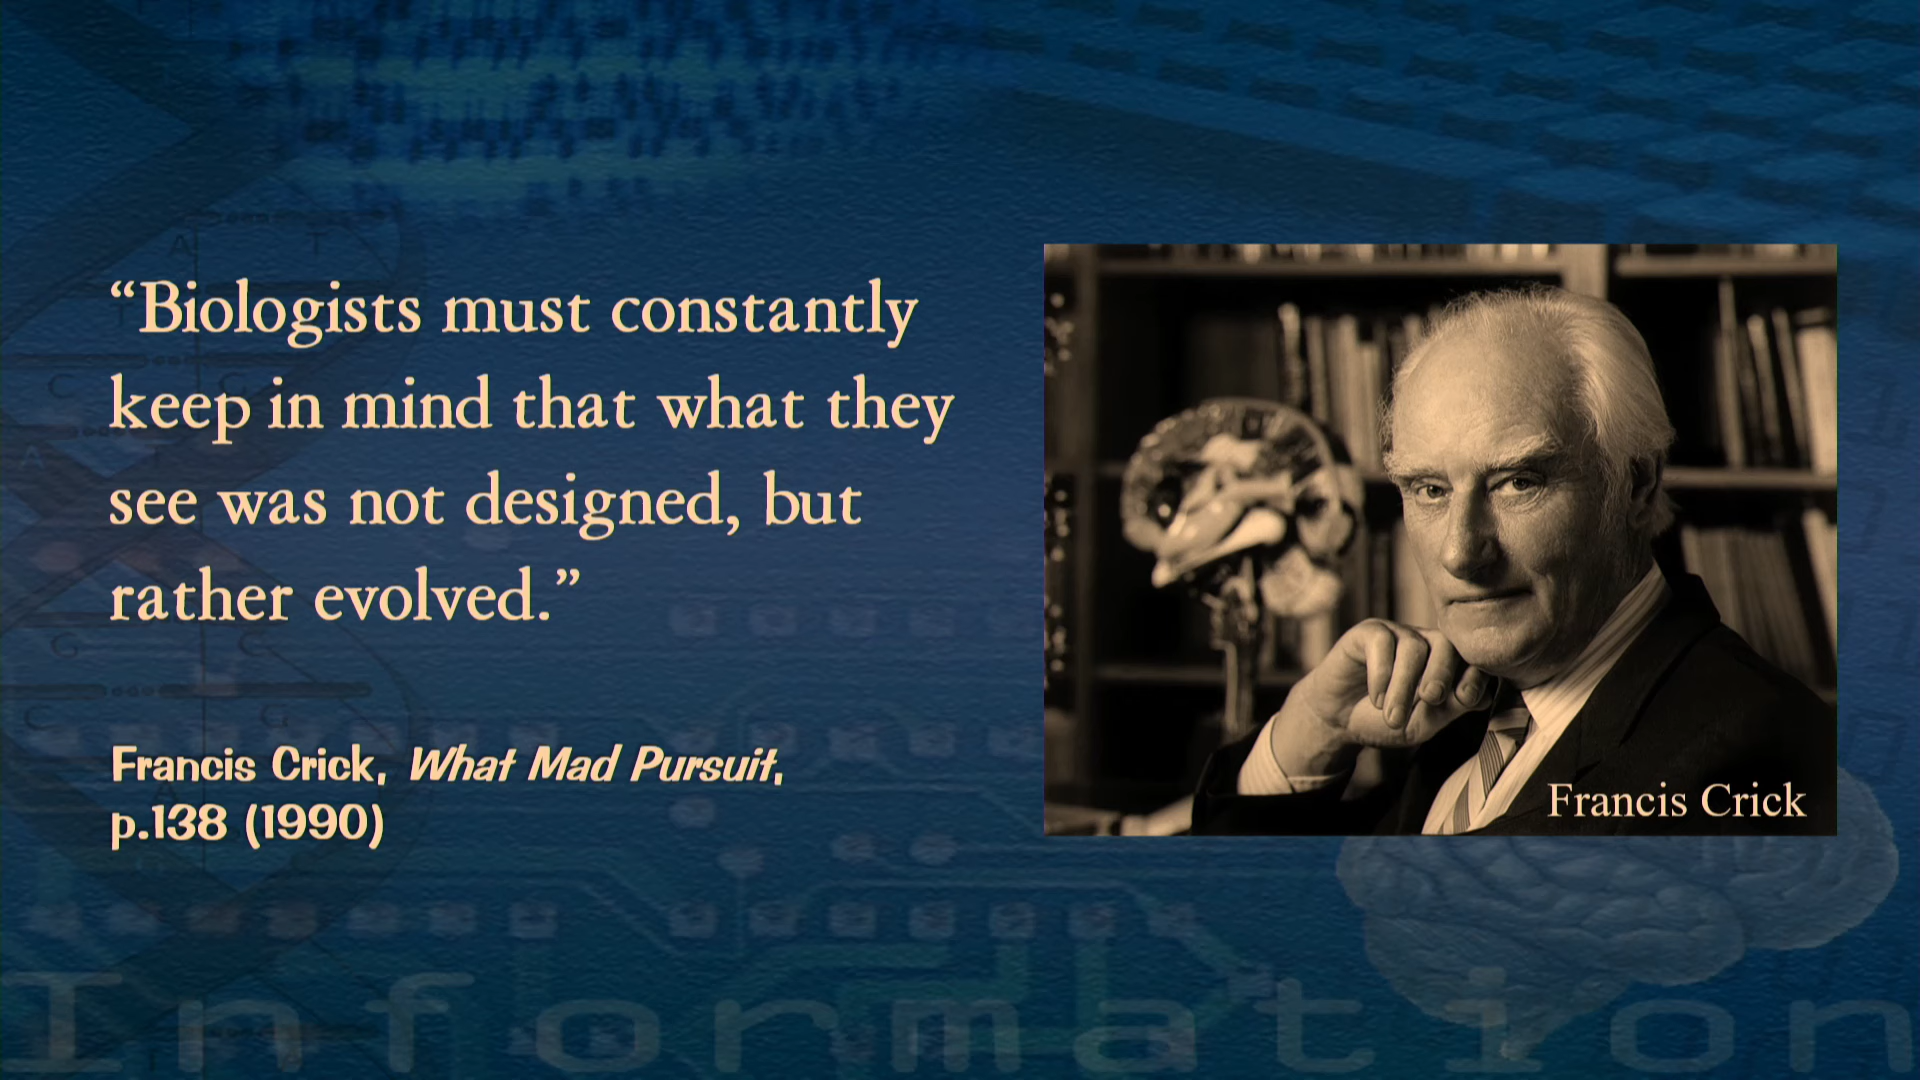 “Biologists must constantly
keep in mind that what they
see was not designed, but
rather evolved.”
Francis Crick, What Mad Pursuit,
p.138 (1990)
Francis Crick
A T
C G
A
G C
C G
A
Information